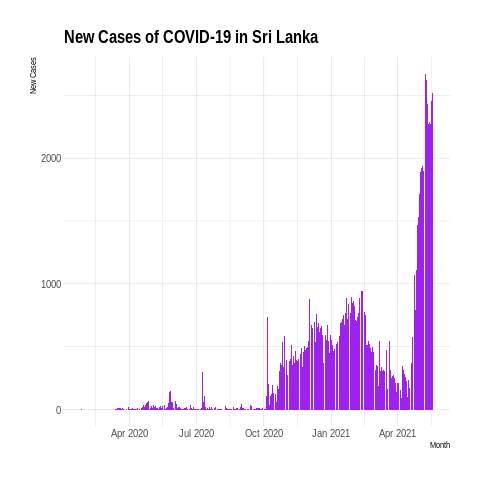 New Cases of COVID-19 in Sri Lanka
New Cases
2000
1000
0
Apr 2020 Jul 2020 Oct 2020 Jan 2021 Apr 2021
Month